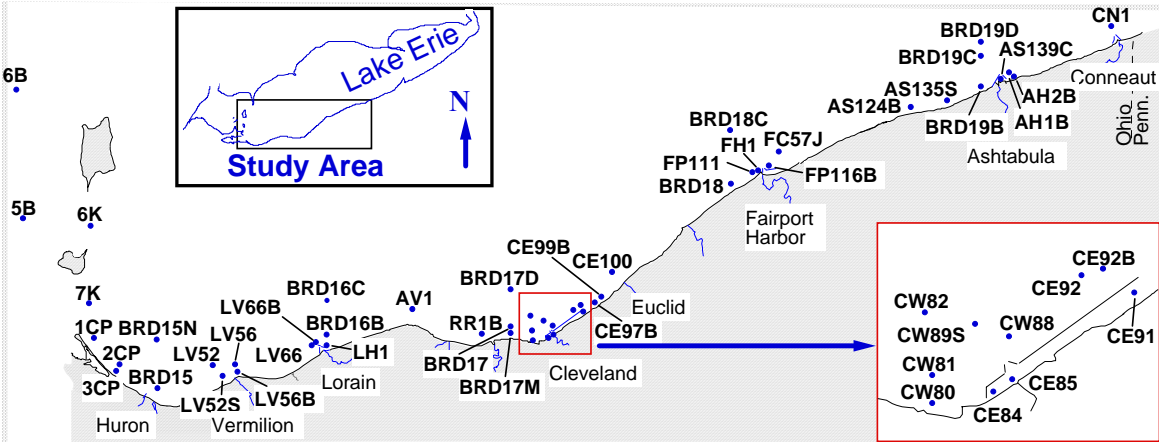 CN1
BRD19D
AS139C
BRD19C
Conneaut
6B
Lake Erie
N
Study Area
AS135S
AH2B
AS124B
BRD19B
AH1B
Ohio
Penn.
Ashtabula
BRD18C
FC57J
FH1
FP111
FP116B
BRD18
Fairport
Harbor
5B
6K
CE99B
CE100
BRD17D
Euclid
CE97B
7K
BRD16C
AV1
LV66B
BRD16B
RR1B
1CP
BRD15N
LV56
2CP
LV52
LV66
LH1
BRD17
3CP
BRD15
Lorain
BRD17M
Cleveland
LV52S
LV56B
Huron
Vermilion
CE92B
CE92
CW82
CW89S
CW88
CE91
CW81
CW80
CE85
CE84